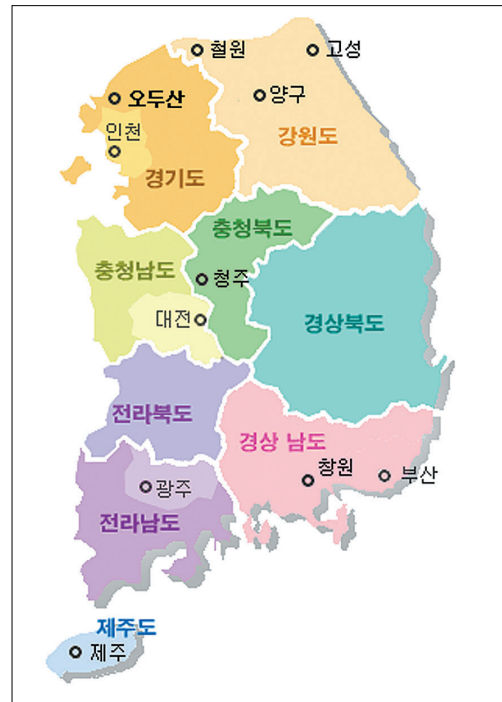 철원
고성
오두산
양구
인천
강원도
경기도
충청북도
충청남도
청주
대전
경상북도
전라북도
경상 남도
창원
부산
광주
전라남도
제주도
제주